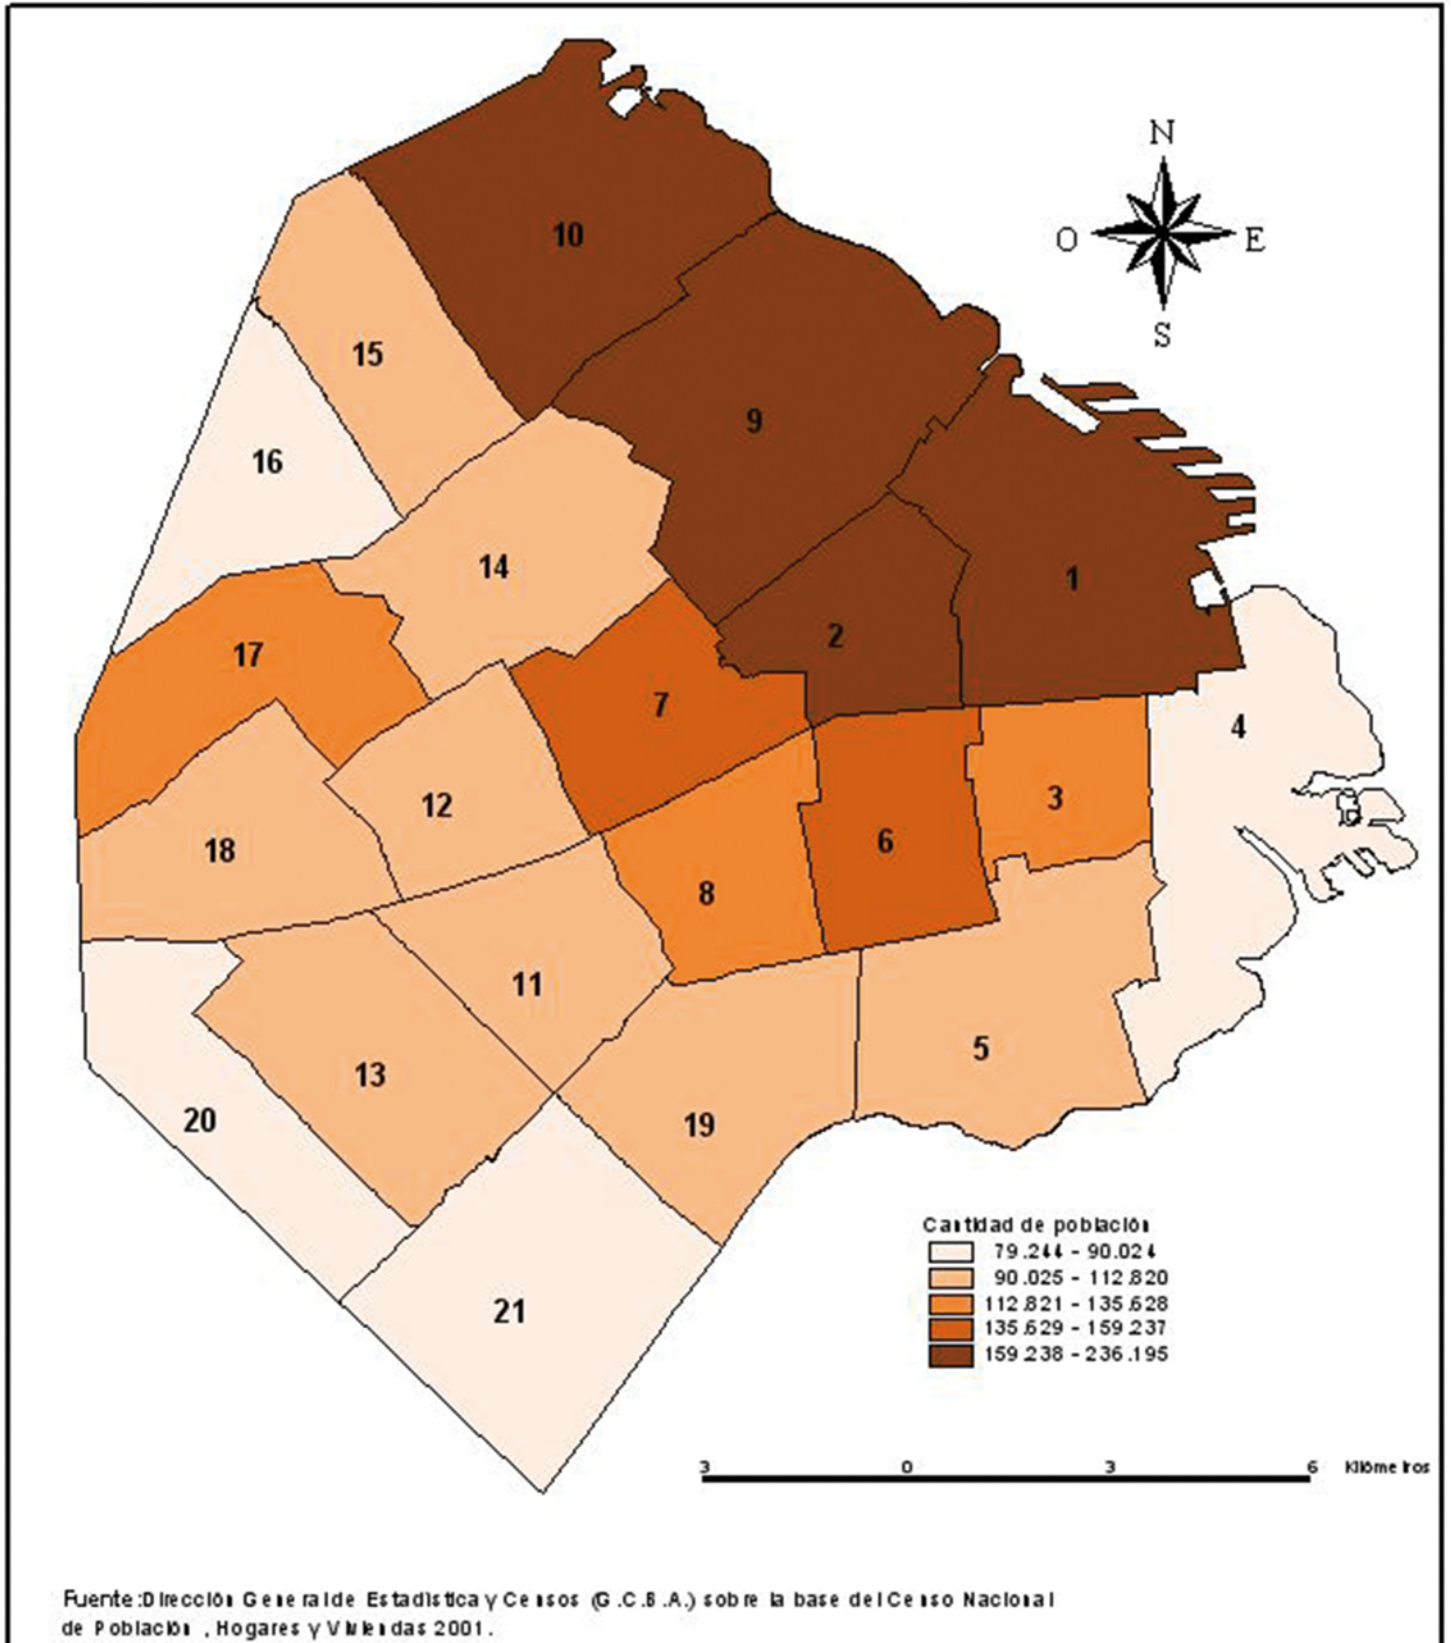 N
O E
S
10
15
9
16
14
1
2
17
7
4
12
3
6
18
8
11
5
13
20
19
21
Cantidad de población
79.244 - 90.024
90.025 - 112.820
112.821 - 135.628
135.629 - 159.237
159.238 - 236.195
3 0 3 6 Kilómetros
Fuente:Dirección General de Estadística y Censos (G.C.B.A.) sobre la base del Censo Nacional
de Población , Hogares y Viviendas 2001.